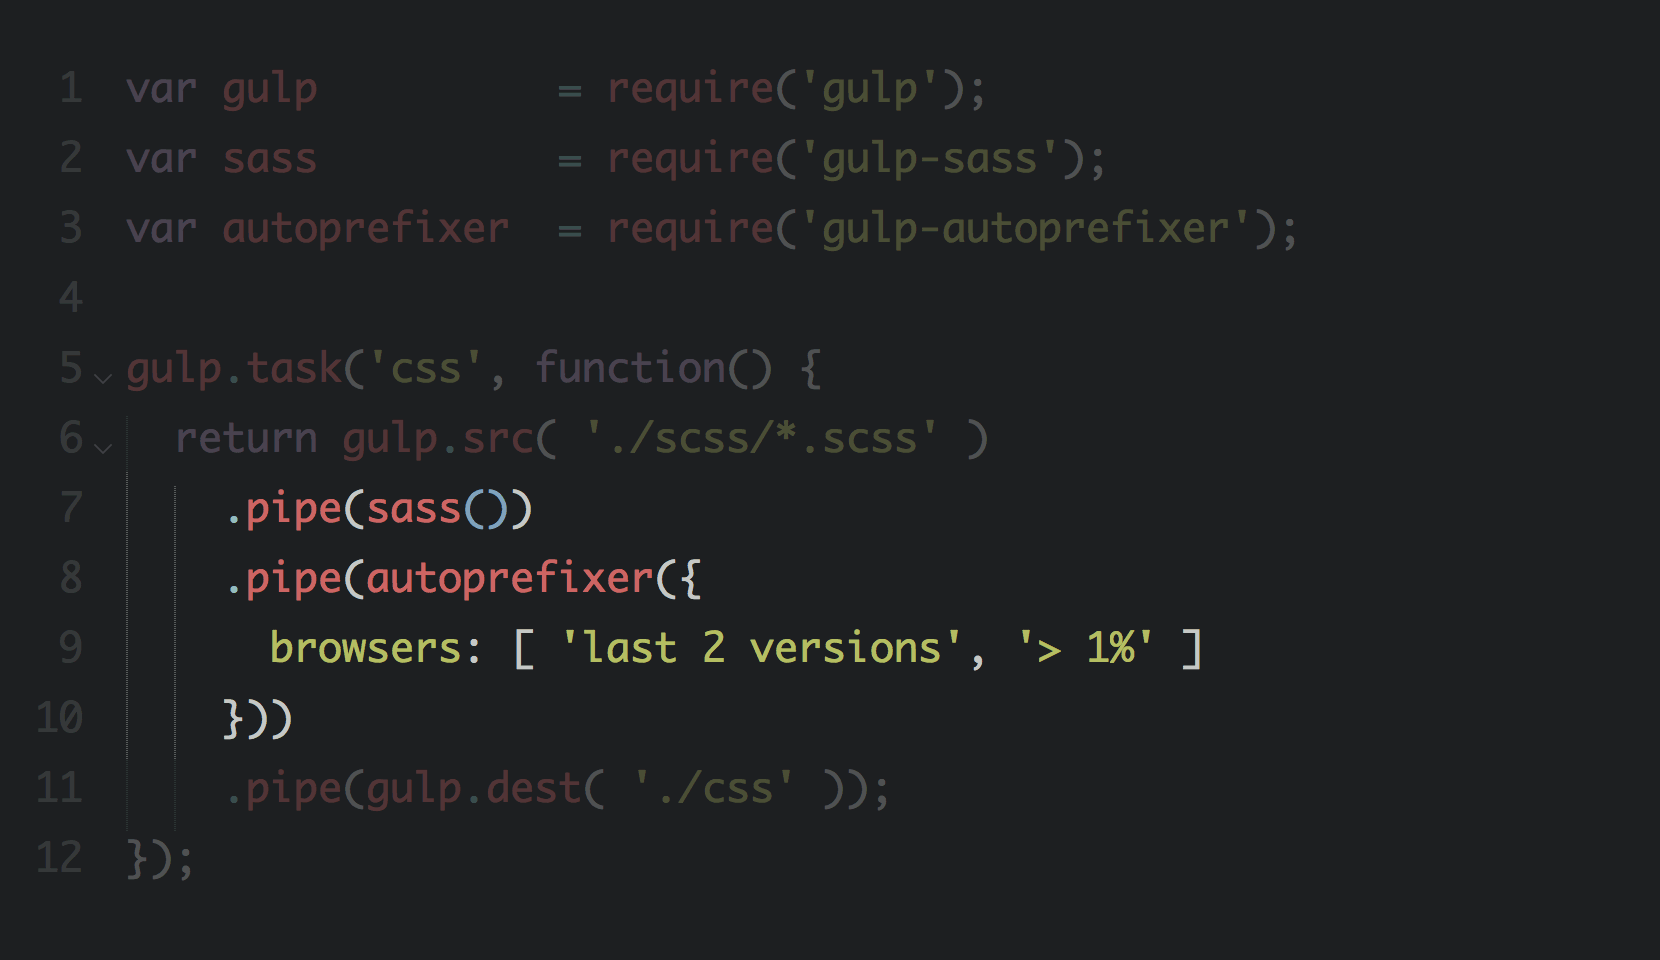 1 var gulp          = require('gulp');
2 var sass          = require('gulp-sass');
3 var autoprefixer  = require('gulp-autoprefixer');
4
5 gulp.task('css', function() {
6   return gulp.src( './scss/*.scss' )
7     .pipe(sass())
8     .pipe(autoprefixer({
9       browsers: [ 'last 2 versions', '> 1%' ]
10     }))
11     .pipe(gulp.dest( './css' ));
12 });